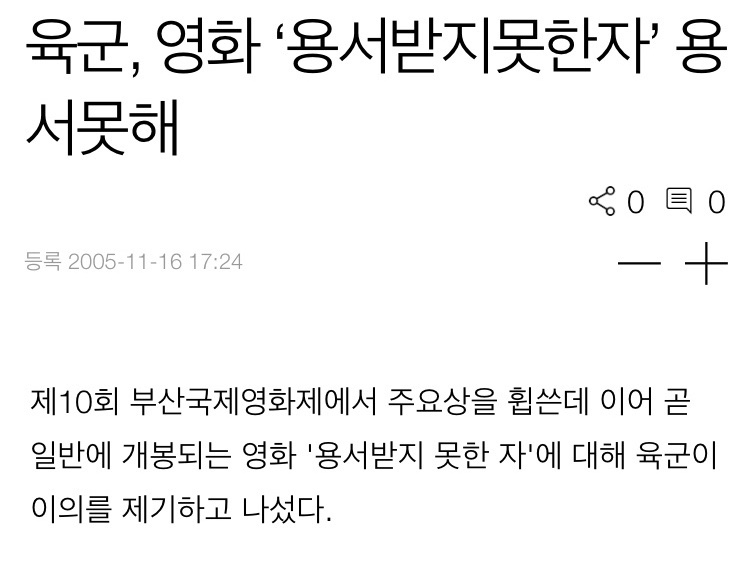 육군, 영화 ‘용서받지못한자’ 용
서못해
0 0
등록 2005-11-16 17:24
제10회 부산국제영화제에서 주요상을 휩쓴데 이어 곧
일반에 개봉되는 영화 '용서받지 못한 자'에 대해 육군이
이의를 제기하고 나섰다.